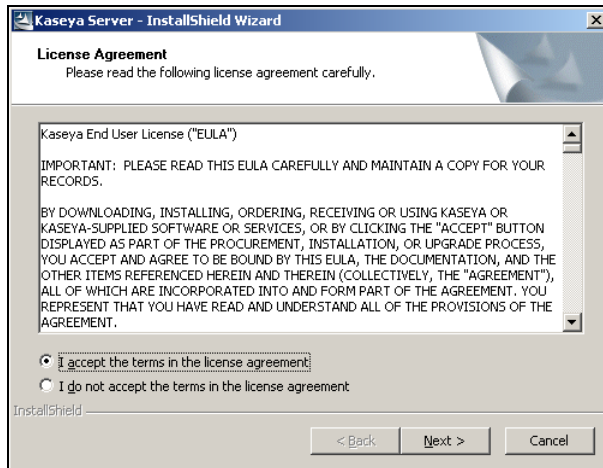 Kaseya Server - InstallShield Wizard
License Agreement
Please read the following license agreement carefully.
Kaseya End User License ("EULA")
IMPORTANT: PLEASE READ THIS EULA CAREFULLY AND MAINTAIN A COPY FOR YOUR
RECORDS.
BY DOWNLOADING, INSTALLING, ORDERING, RECEIVING OR USING KASEYA OR
KASEYA-SUPPLIED SOFTWARE OR SERVICES, OR BY CLICKING THE "ACCEPT" BUTTON
DISPLAYED AS PART OF THE PROCUREMENT, INSTALLATION, OR UPGRADE PROCESS,
YOU ACCEPT AND AGREE TO BE BOUND BY THIS EULA, THE DOCUMENTATION, AND THE
OTHER ITEMS REFERENCED HEREIN AND THEREIN (COLLECTIVELY, THE "AGREEMENT"),
ALL OF WHICH ARE INCORPORATED INTO AND FORM PART OF THE AGREEMENT. YOU
REPRESENT THAT YOU HAVE READ AND UNDERSTAND ALL OF THE PROVISIONS OF THE
AGREEMENT.
I accept the terms in the license agreement
I do not accept the terms in the license agreement
InstallShield
< Back
Next >
Cancel